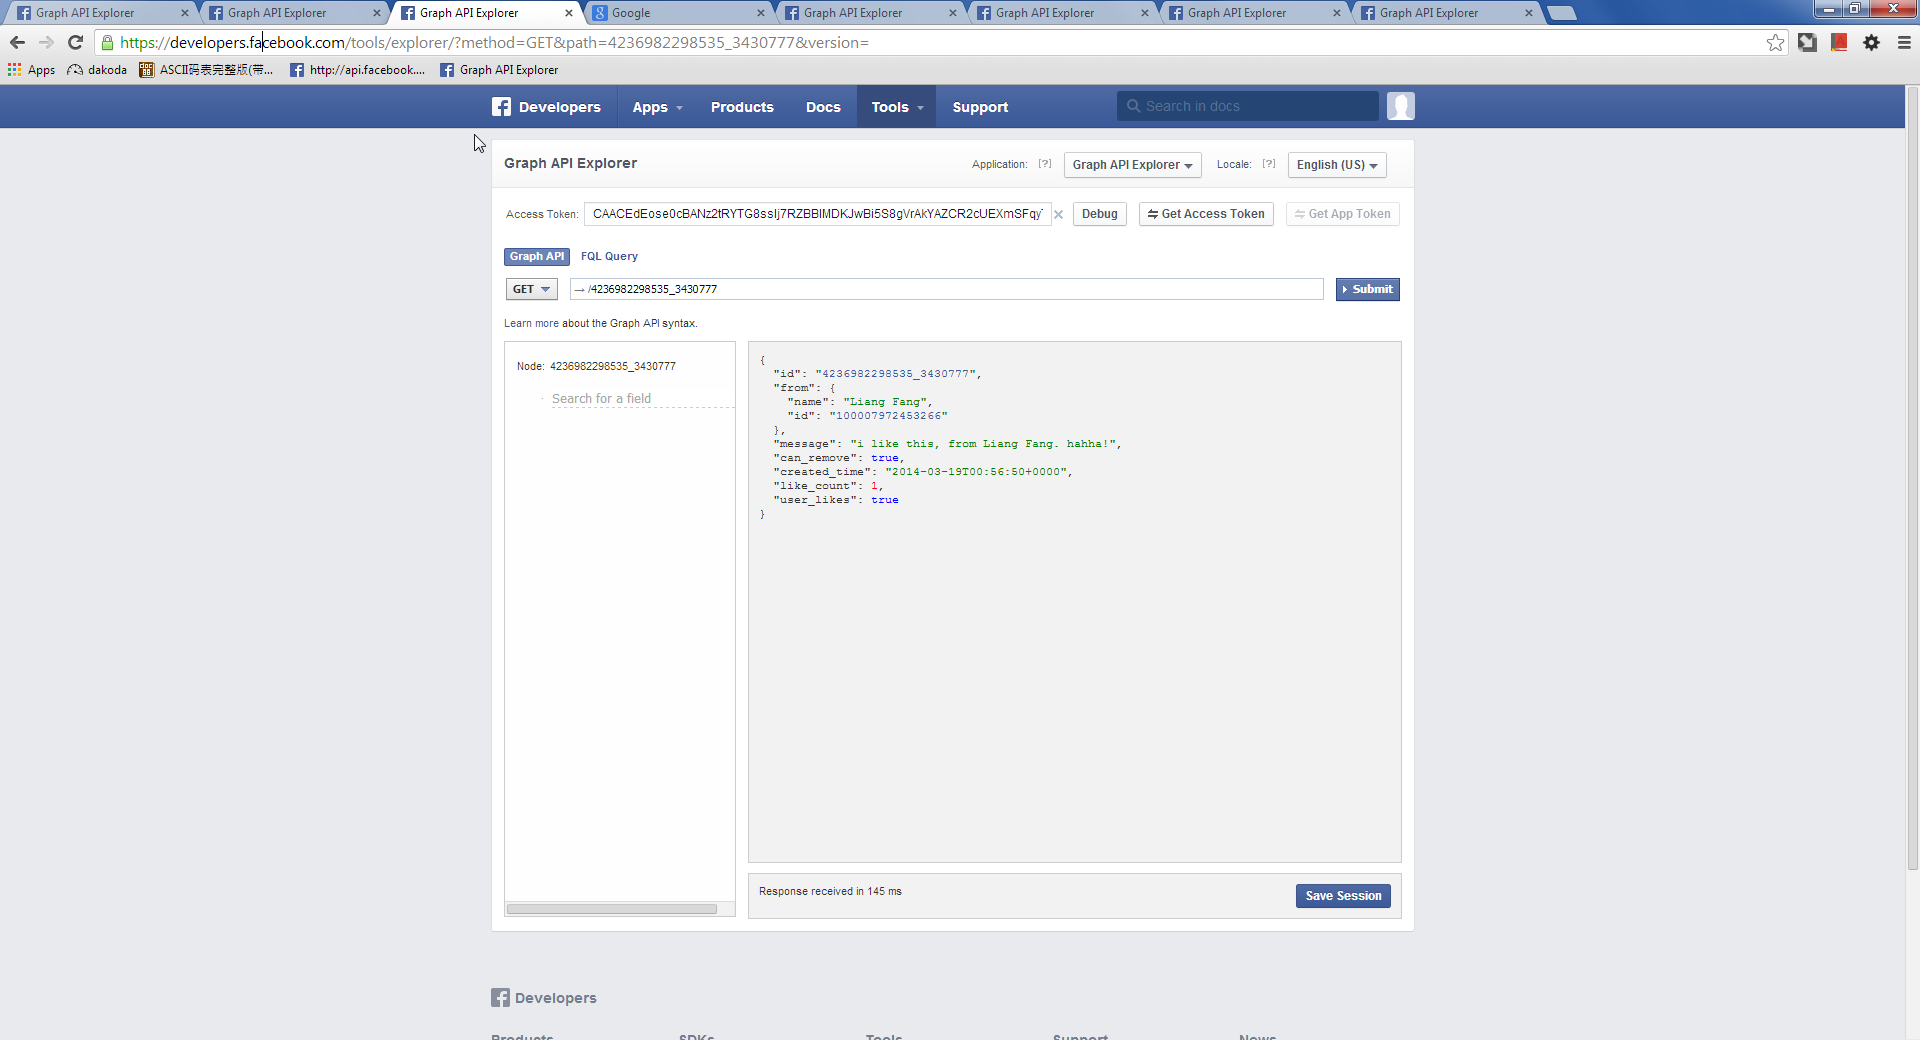 Graph API Explorer
Graph API Explorer
Graph API Explorer
Google
Graph API Explorer
Graph API Explorer
Graph API Explorer
Graph API Explorer
https://developers.facebook.com/tools/explorer/?method=GET&path=4236982298535_3430777&version=
Apps dakoda ASCII码表完整版(带... http://api.facebook.... Graph API Explorer
Developers Apps Products Docs Tools Support Search in docs
Graph API Explorer Application: [?] Graph API Explorer Locale: [?] English (US)
Access Token: CAACEdEose0cBANz2tRYTG8ssIj7RZBBlMDKJwBi5S8gVrAkYAZCR2cUEXmSFqy Debug Get Access Token Get App Token
Graph API FQL Query
GET → /4236982298535_3430777 Submit
Learn more about the Graph API syntax.
Node: 4236982298535_3430777
Search for a field
{
"id": "4236982298535_3430777",
"from": {
"name": "Liang Fang",
"id": "100007972453266"
},
"message": "i like this, from Liang Fang. hahha!",
"can_remove": true,
"created_time": "2014-03-19T00:56:50+0000",
"like_count": 1,
"user_likes": true
}
Response received in 145 ms Save Session
Developers
Products SDKs Tools Support News